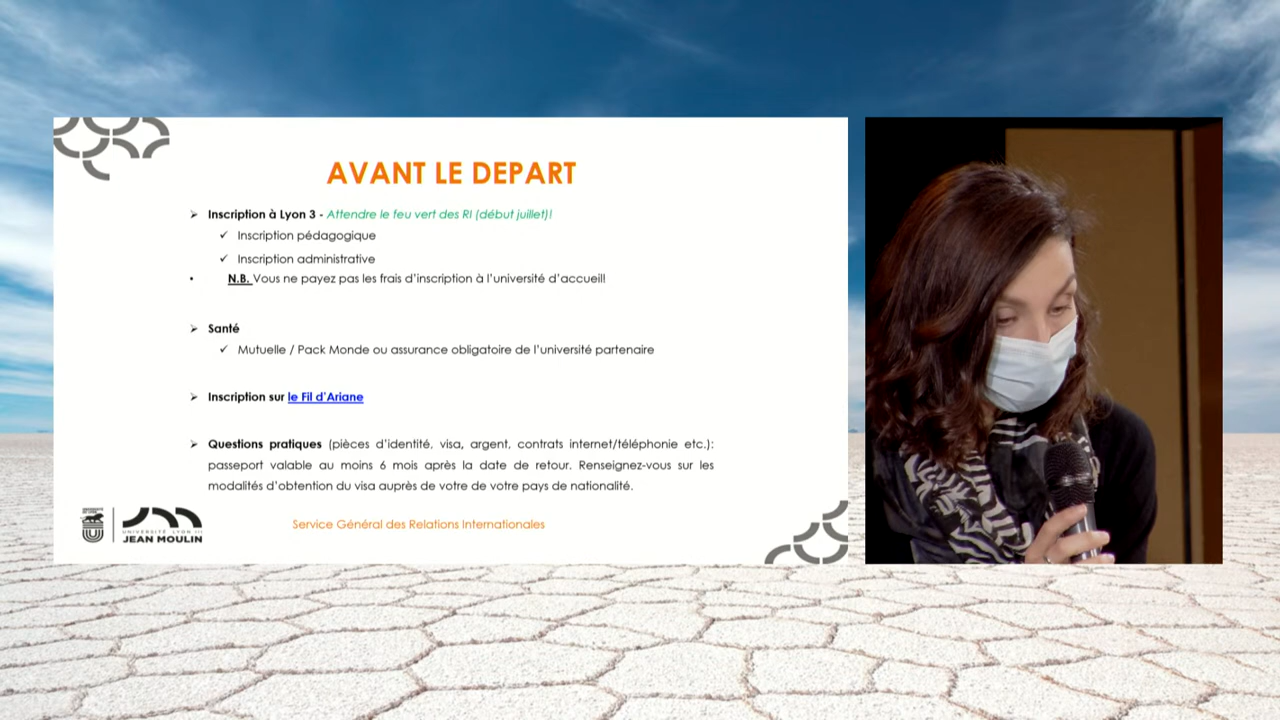 AVANT LE DEPART
Inscription à Lyon 3 - Attendre le feu vert des RI (début juillet)!
Inscription pédagogique
Inscription administrative
N.B. Vous ne payez pas les frais d'inscription à l'université d'accueil!
Santé
Mutuelle / Pack Monde ou assurance obligatoire de l'université partenaire
Inscription sur le Fil d'Ariane
Questions pratiques (pièces d'identité, visa, argent, contrats internet/téléphonie etc.):
passeport valable au moins 6 mois après la date de retour. Renseignez-vous sur les
modalités d'obtention du visa auprès de votre de votre pays de nationalité.
UNIVERSITÉ LYON III
JEAN MOULIN
Service Général des Relations Internationales